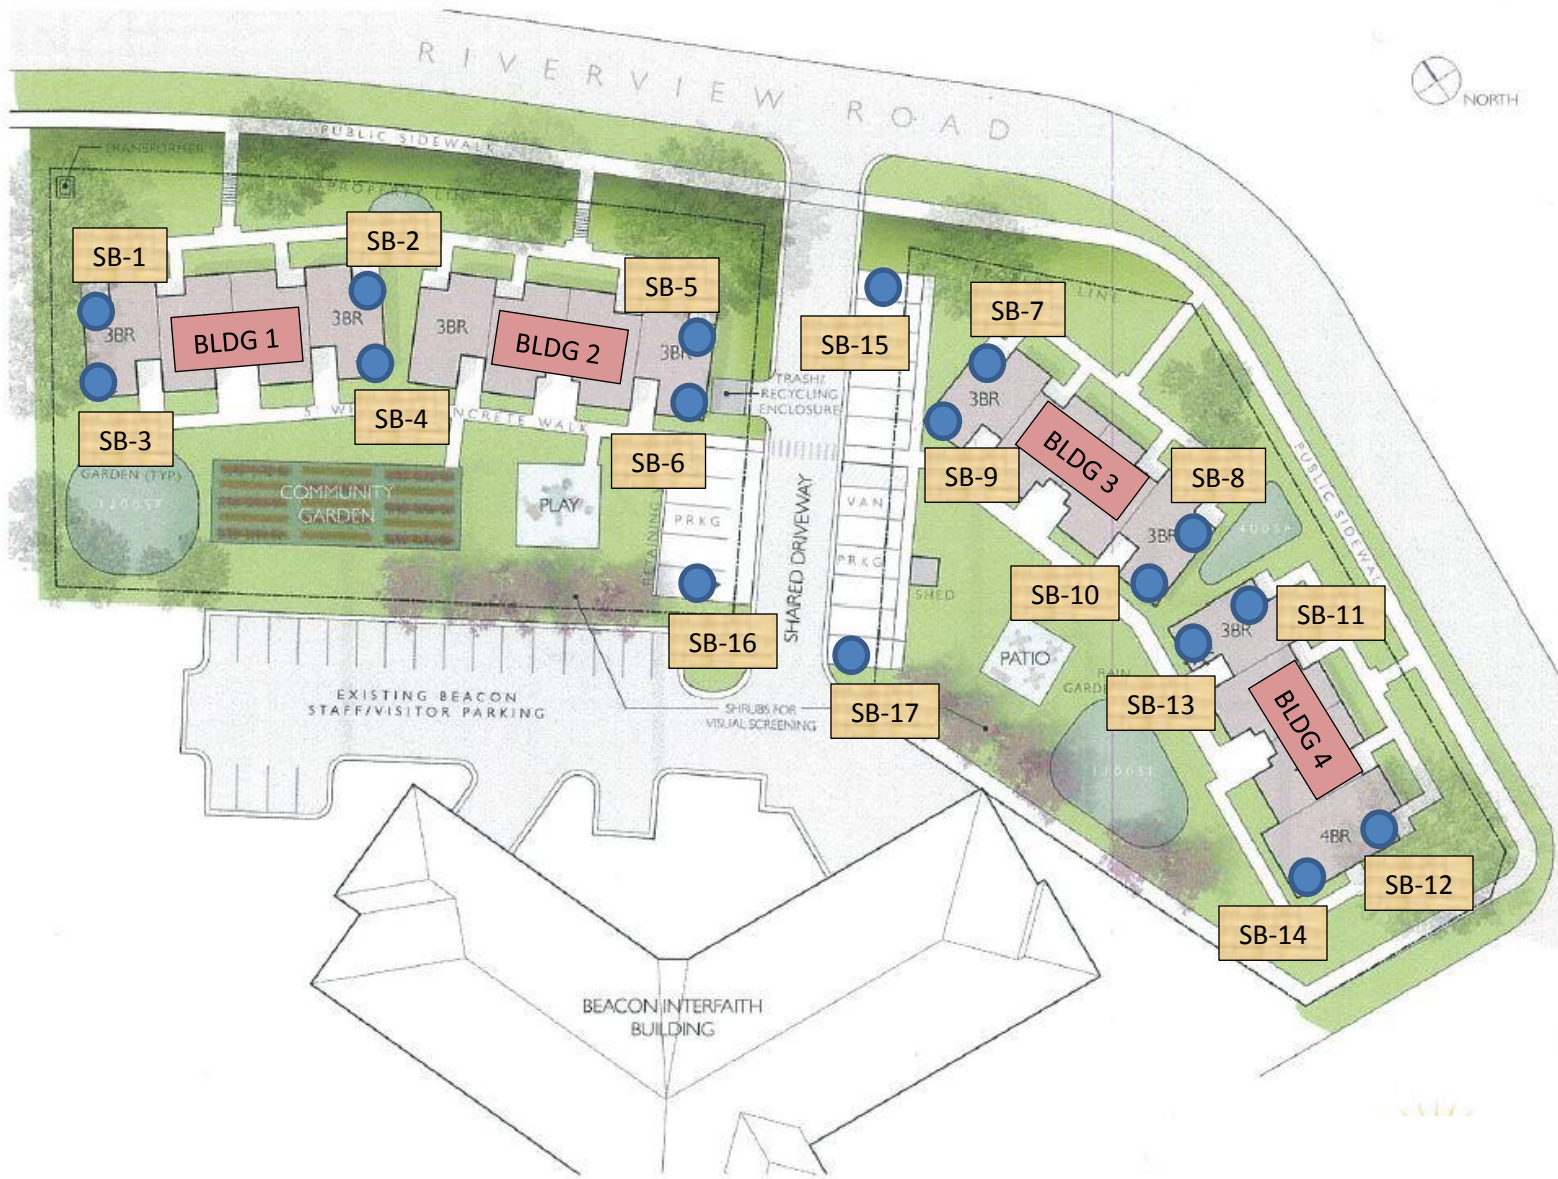 RIVERVIEW ROAD
NORTH
PUBLIC SIDEWALK
TRANSFORMER
PROPERTY LINE
SB-1
SB-2
SB-5
SB-7
SB-15
3BR
3BR
3BR
3BR
3BR
BLDG 1
BLDG 2
BLDG 3
TRASH/
RECYCLING
ENCLOSURE
SB-3
SB-4
CONCRETE WALK
SB-6
SB-9
SB-8
PUBLIC SIDEWALK
GARDEN (TYP)
1200SF
COMMUNITY
GARDEN
PLAY
PRKG
VAN
PRKG
SHARED DRIVEWAY
3BR
400SF
SHED
SB-10
SB-11
3BR
SB-16
PATIO
RAIN
SB-13
SB-17
BLDG 4
EXISTING BEACON
STAFF/VISITOR PARKING
SHRUBS FOR
VISUAL SCREENING
4BR
SB-12
SB-14
BEACON INTERFAITH
BUILDING